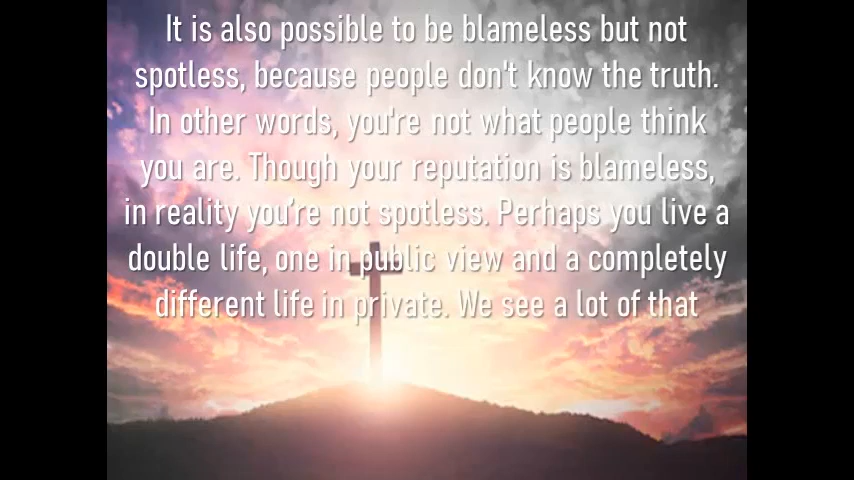 It is also possible to be blameless but not
spotless, because people don't know the truth.
In other words, you're not what people think
you are. Though your reputation is blameless,
in reality you're not spotless. Perhaps you live a
double life, one in public view and a completely
different life in private. We see a lot of that